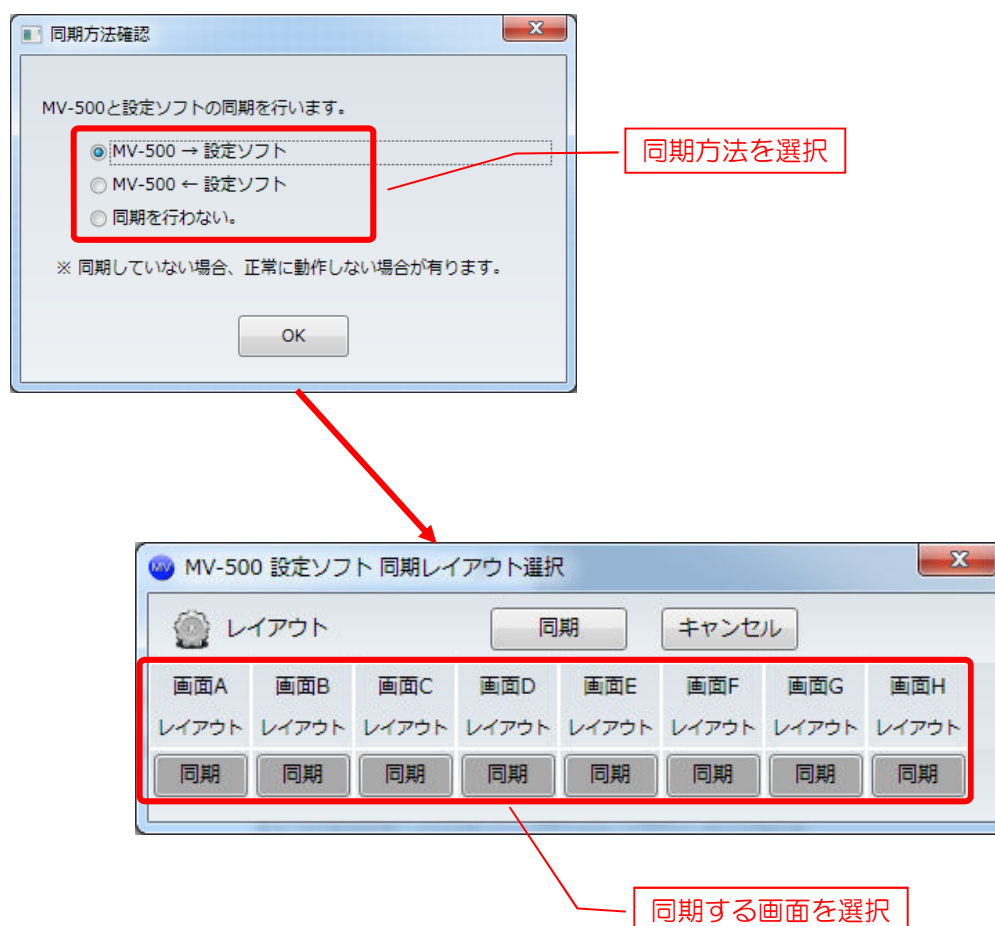 同期方法確認
MV-500と設定ソフトの同期を行います。
MV-500 → 設定ソフト
同期方法を選択
MV-500 ← 設定ソフト
同期を行わない。
※ 同期していない場合、正常に動作しない場合が有ります。
OK
MV MV-500 設定ソフト 同期レイアウト選択
レイアウト 同期 キャンセル
画面A 画面B 画面C 画面D 画面E 画面F 画面G 画面H
レイアウト レイアウト レイアウト レイアウト レイアウト レイアウト レイアウト レイアウト
同期 同期 同期 同期 同期 同期 同期 同期
同期する画面を選択